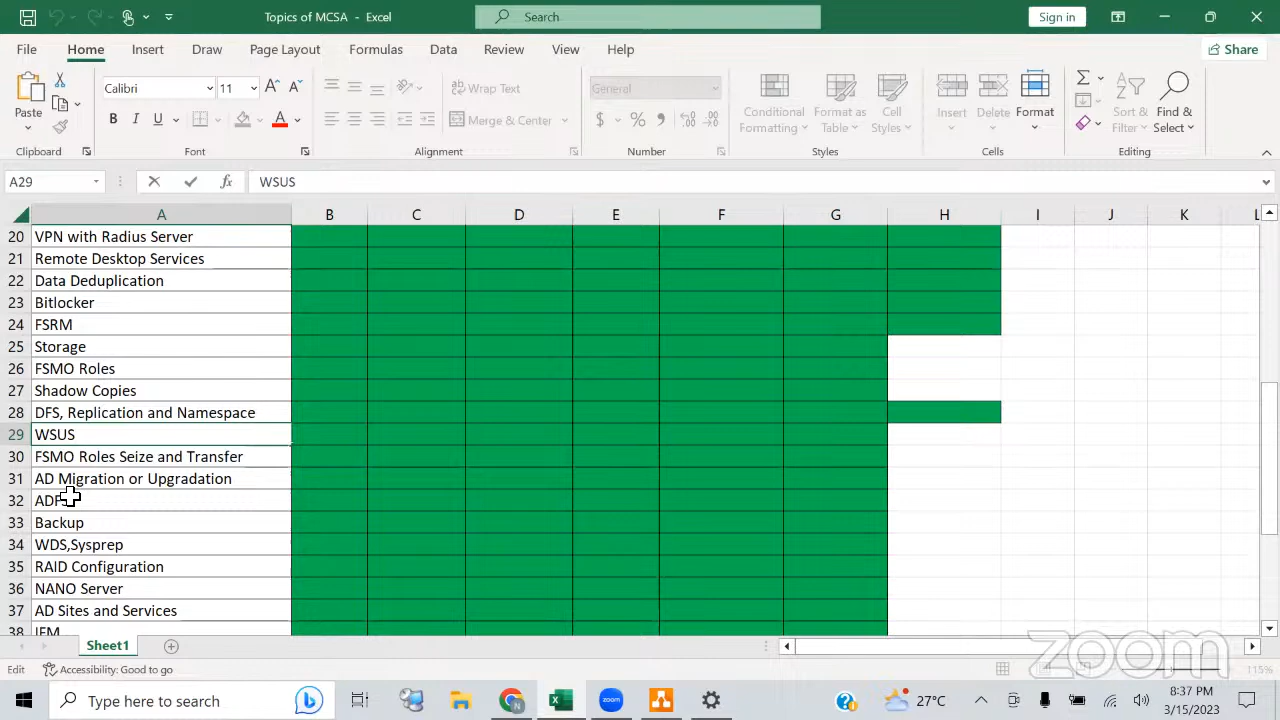 Topics of MCSA - Excel
Search
Sign in
File Home Insert Draw Page Layout Formulas Data Review View Help
Share
Paste
Calibri 11
B I U A
Wrap Text
Merge & Center
General
$ % 9
Conditional Formatting
Format as Table
Cell Styles
Insert
Delete
Format
Sort & Filter
Find & Select
Clipboard Font Alignment Number Styles Cells Editing
A29 fx WSUS
A B C D E F G H I J K L
20 VPN with Radius Server
21 Remote Desktop Services
22 Data Deduplication
23 Bitlocker
24 FSRM
25 Storage
26 FSMO Roles
27 Shadow Copies
28 DFS, Replication and Namespace
29 WSUS
30 FSMO Roles Seize and Transfer
31 AD Migration or Upgradation
32
33 Backup
34 WDS,Sysprep
35 RAID Configuration
36 NANO Server
37 AD Sites and Services
38 IFM
Sheet1
Edit Accessibility: Good to go 115%
zoom
Type here to search
zoom
27°C
8:37 PM
3/15/2023